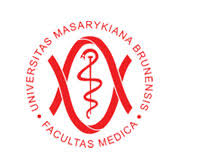 UNIVERSITAS MASARYKIANA BRUNENSIS
· FACULTAS MEDICA ·